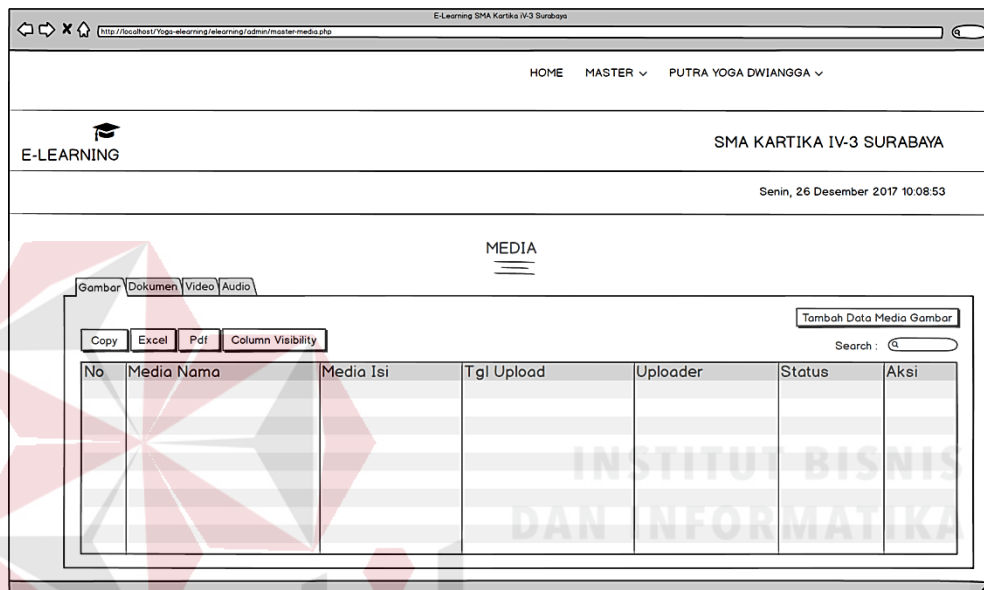 E-Learning SMA Kartika iV-3 Surabaya
http://localhost/Yoga-elearning/elearning/admin/master-media.php
HOME MASTER PUTRA YOGA DWIANGGA
E-LEARNING
SMA KARTIKA IV-3 SURABAYA
Senin, 26 Desember 2017 10:08:53
MEDIA
Gambar Dokumen Video Audio
Tambah Data Media Gambar
Copy Excel Pdf Column Visibility
Search :
No Media Nama Media Isi Tgl Upload Uploader Status Aksi
INSTITUT BISNIS
DAN INFORMATIKA